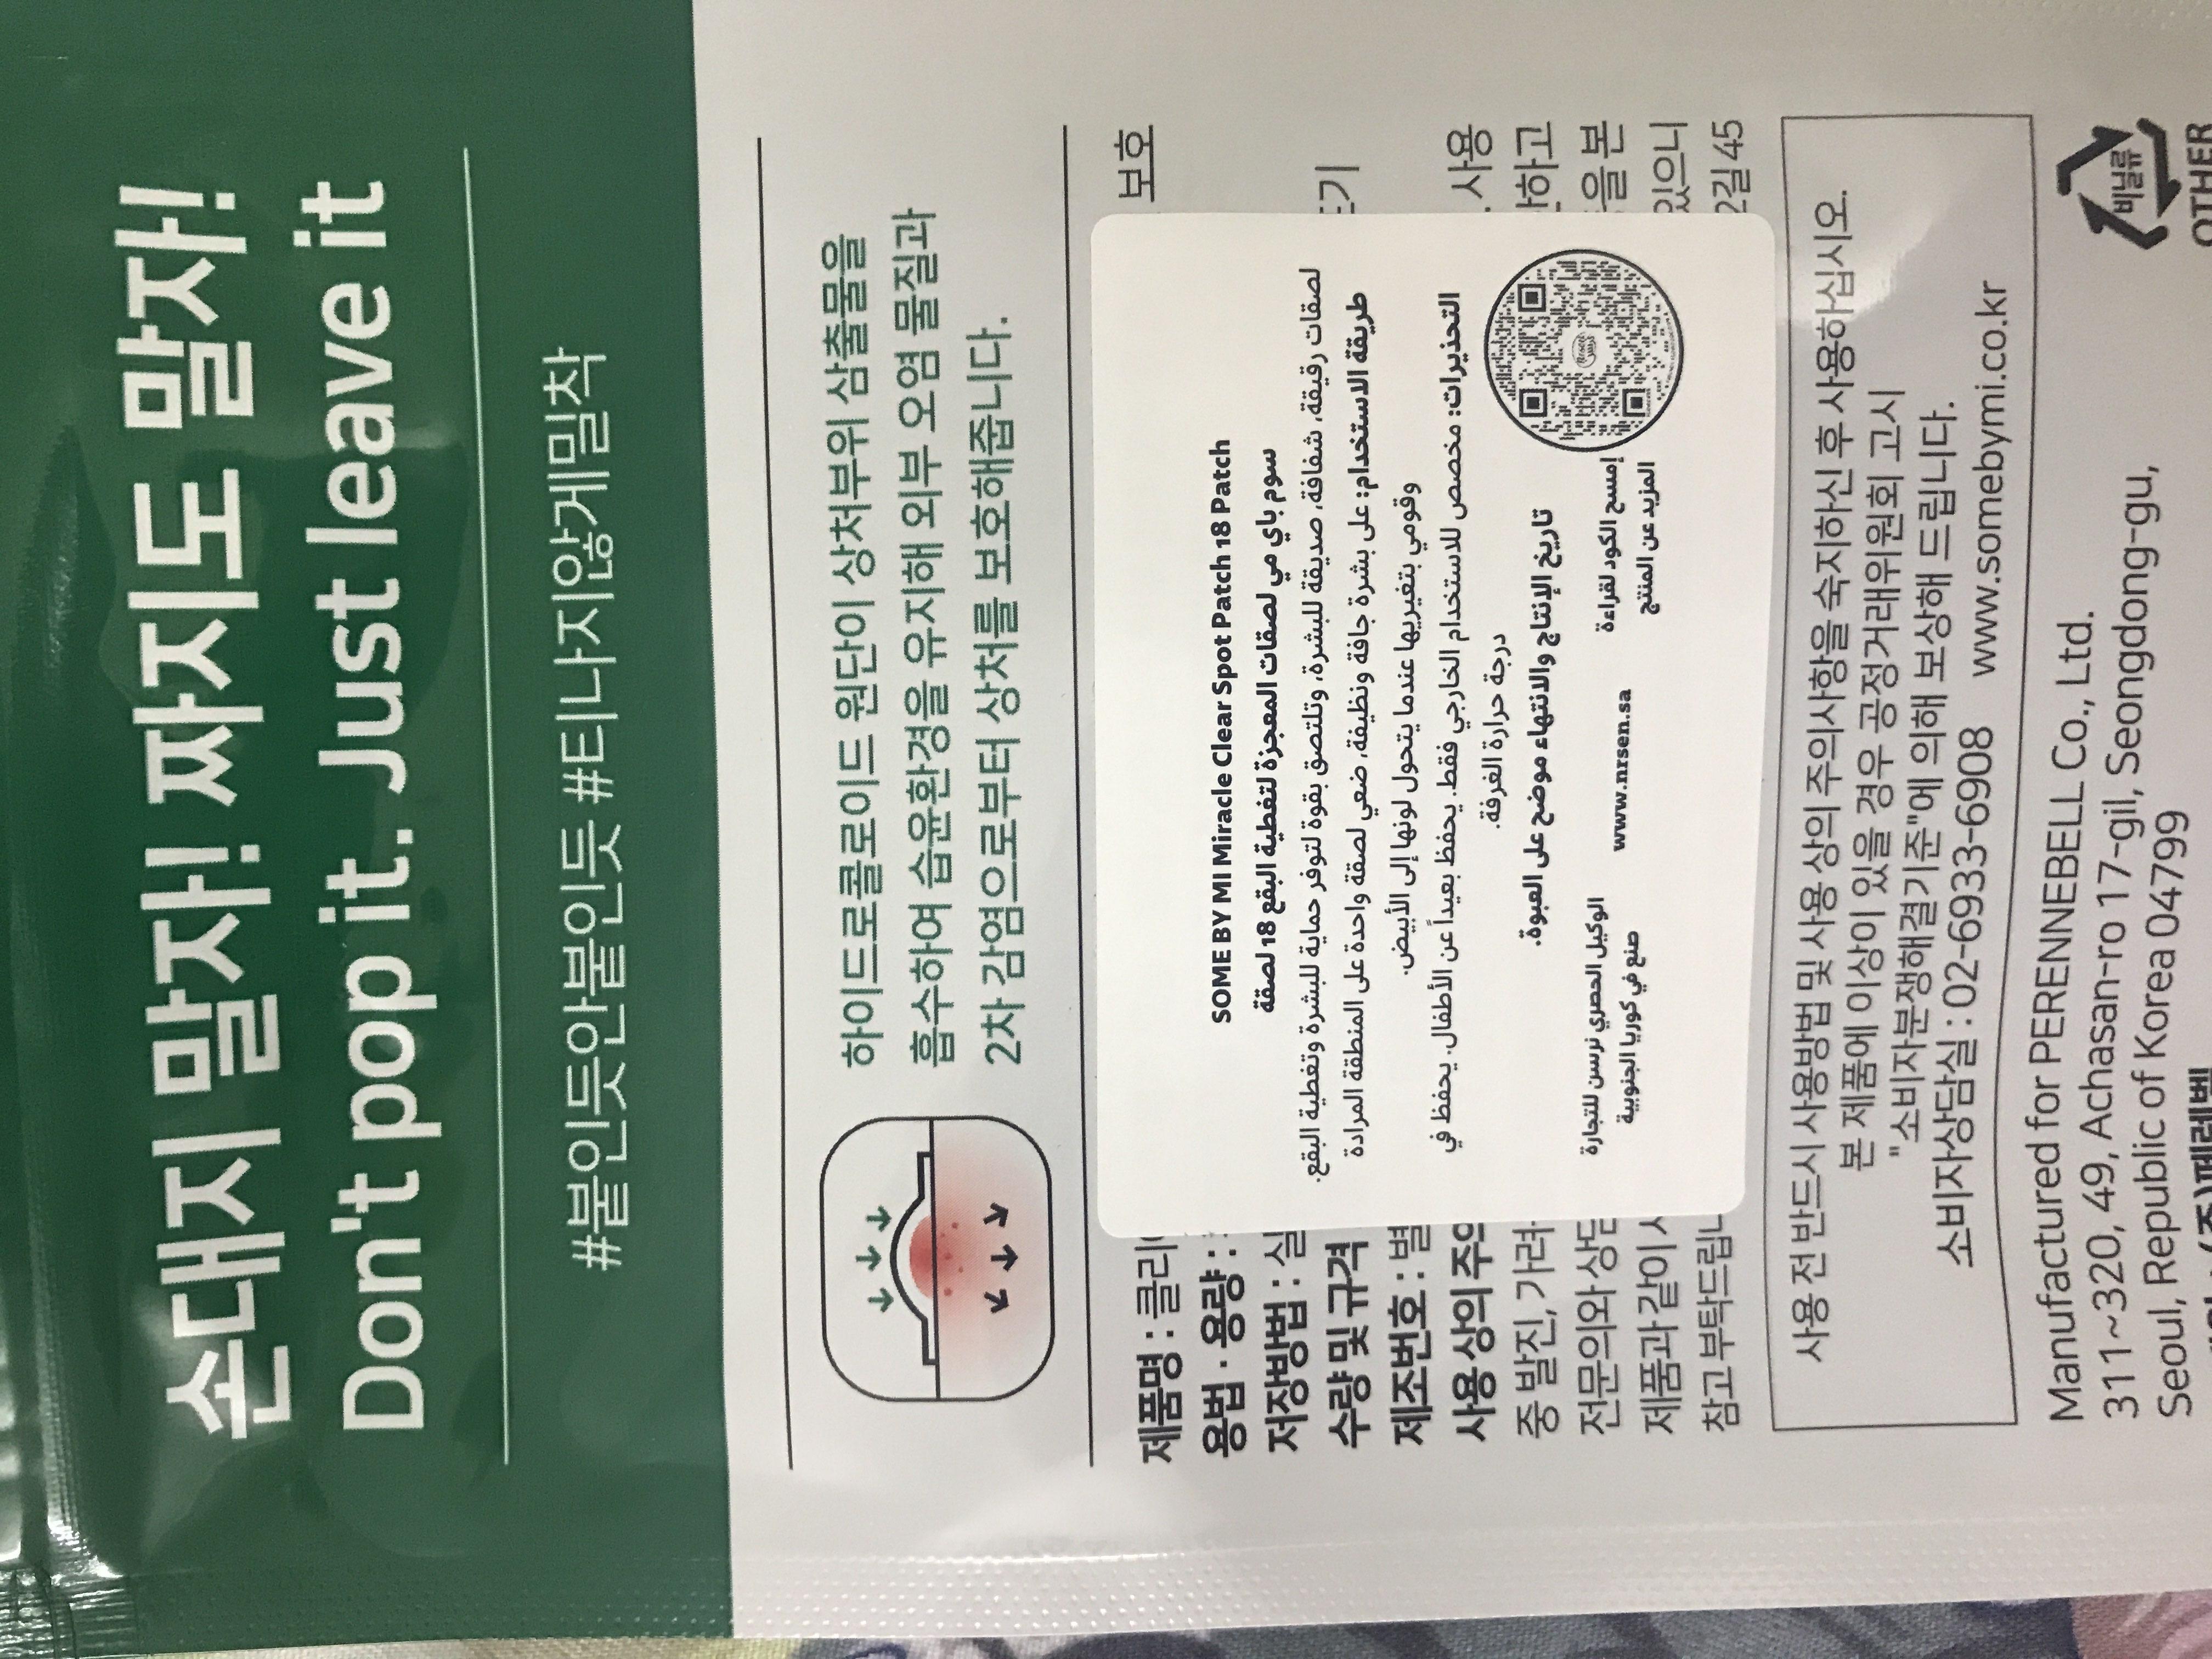 손대지 말자! 짜지도 말자!
Don't pop it. Just leave it
#붙인듯안붙인듯 #티나지않게밀착
하이드로콜로이드 원단이 상처부위 삼출물을
흡수하여 습윤환경을 유지해 외부 오염 물질과
2차 감염으로부터 상처를 보호해줍니다.
제품명 : 클리 보호
용법 · 용량 :
저장방법 : 실
수량 및 규격
제조번호 : 별
사용 상의 주의 사용
중 발진, 가려 하고
전문의와 상담 을 본
제품과 같이 있으니
참고 부탁드립니 2길 45
SOME BY MI Miracle Clear Spot Patch 18 Patch
سوم باي مي لصقات المعجزة لتغطية البقع 18 لصقة
لصقات رقيقة، شفافة، صديقة للبشرة، وتلتصق بقوة لتوفر حماية للبشرة وتغطية البقع.
طريقة الاستخدام: على بشرة جافة ونظيفة، ضعي لصقة واحدة على المنطقة المرادة
وقومي بتغييريها عندما يتحول لونها إلى الأبيض.
التحذيرات: مخصص للاستخدام الخارجي فقط. يحفظ بعيداً عن الأطفال. يحفظ في
درجة حرارة الغرفة.
تاريخ الإنتاج والانتهاء موضح على العبوة.
الوكيل الحصري نرسن للتجارة
صنع في كوريا الجنوبية
www.nrsen.sa
إمسح الكود لقراءة
المزيد عن المنتج
사용 전 반드시 사용방법 및 사용 상의 주의사항을 숙지하신 후 사용하십시오.
본 제품에 이상이 있을 경우 공정거래위원회 고시
"소비자분쟁해결기준"에 의해 보상해 드립니다.
소비자상담실 : 02-6933-6908 www.somebymi.co.kr
Manufactured for PERENNEBELL Co., Ltd.
311~320, 49, Achasan-ro 17-gil, Seongdong-gu,
Seoul, Republic of Korea 04799
비닐류
OTHER